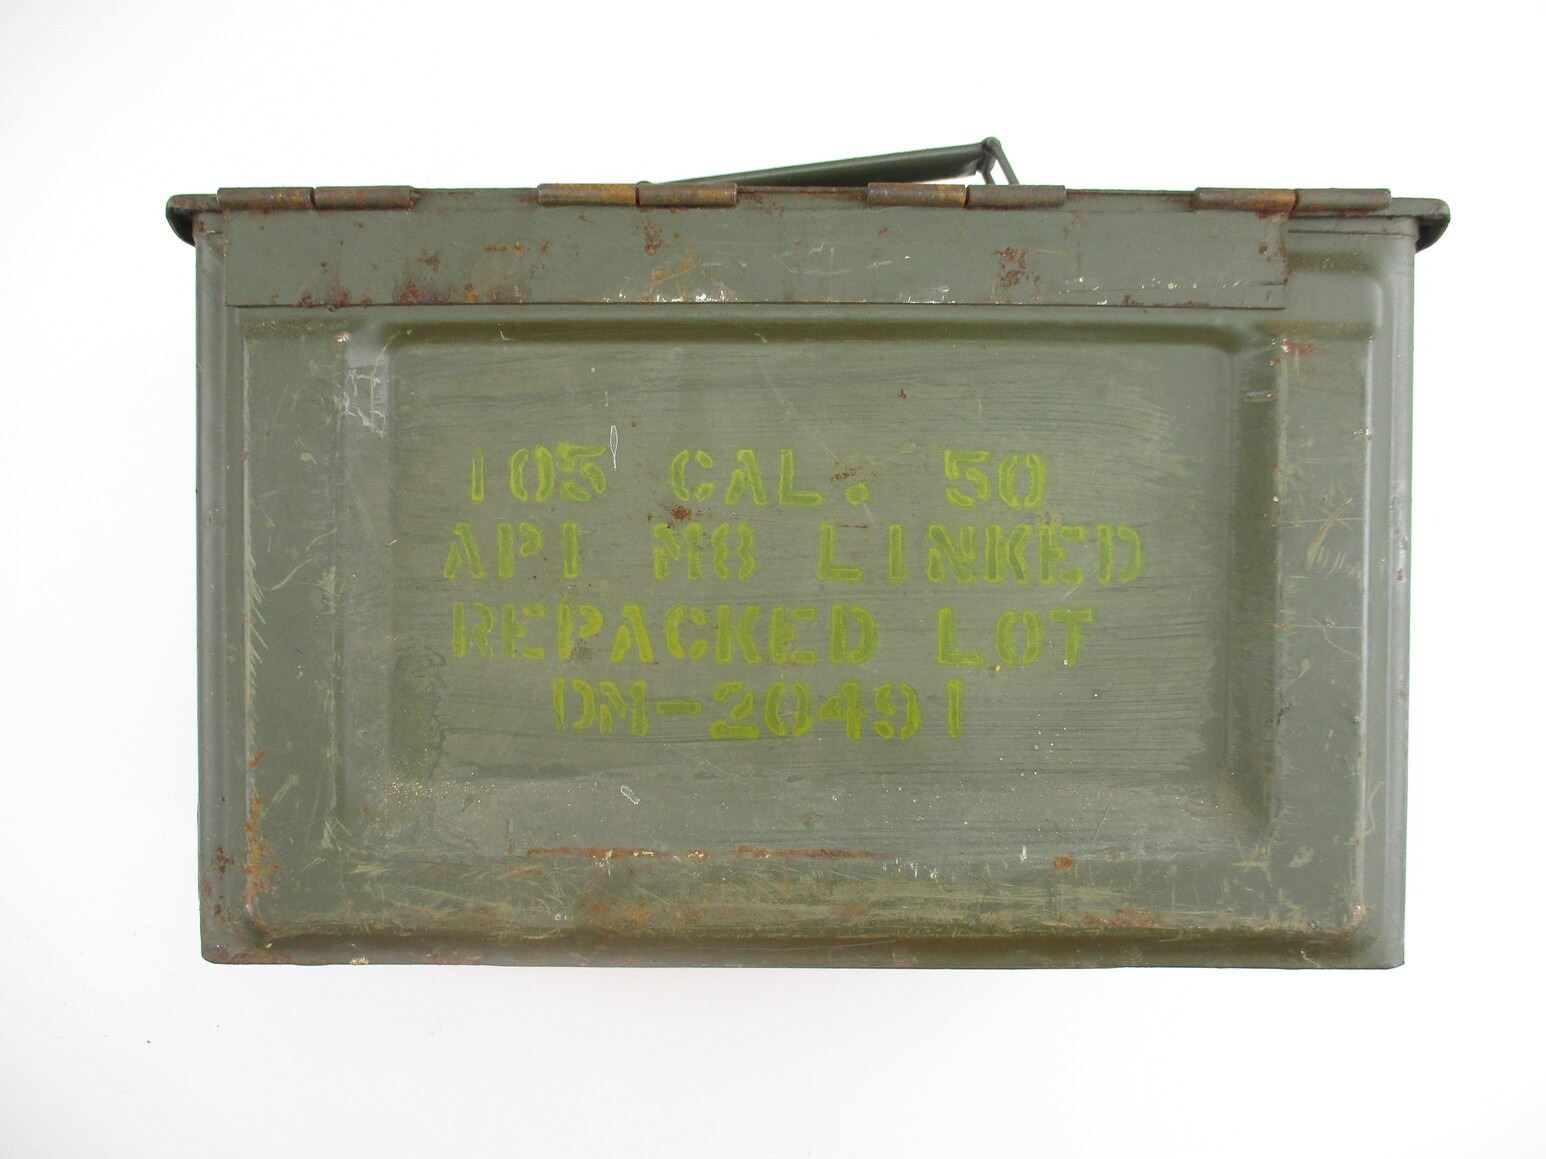 105 CAL. 50
API M8 LINKED
REPACKED LOT
DM-20491